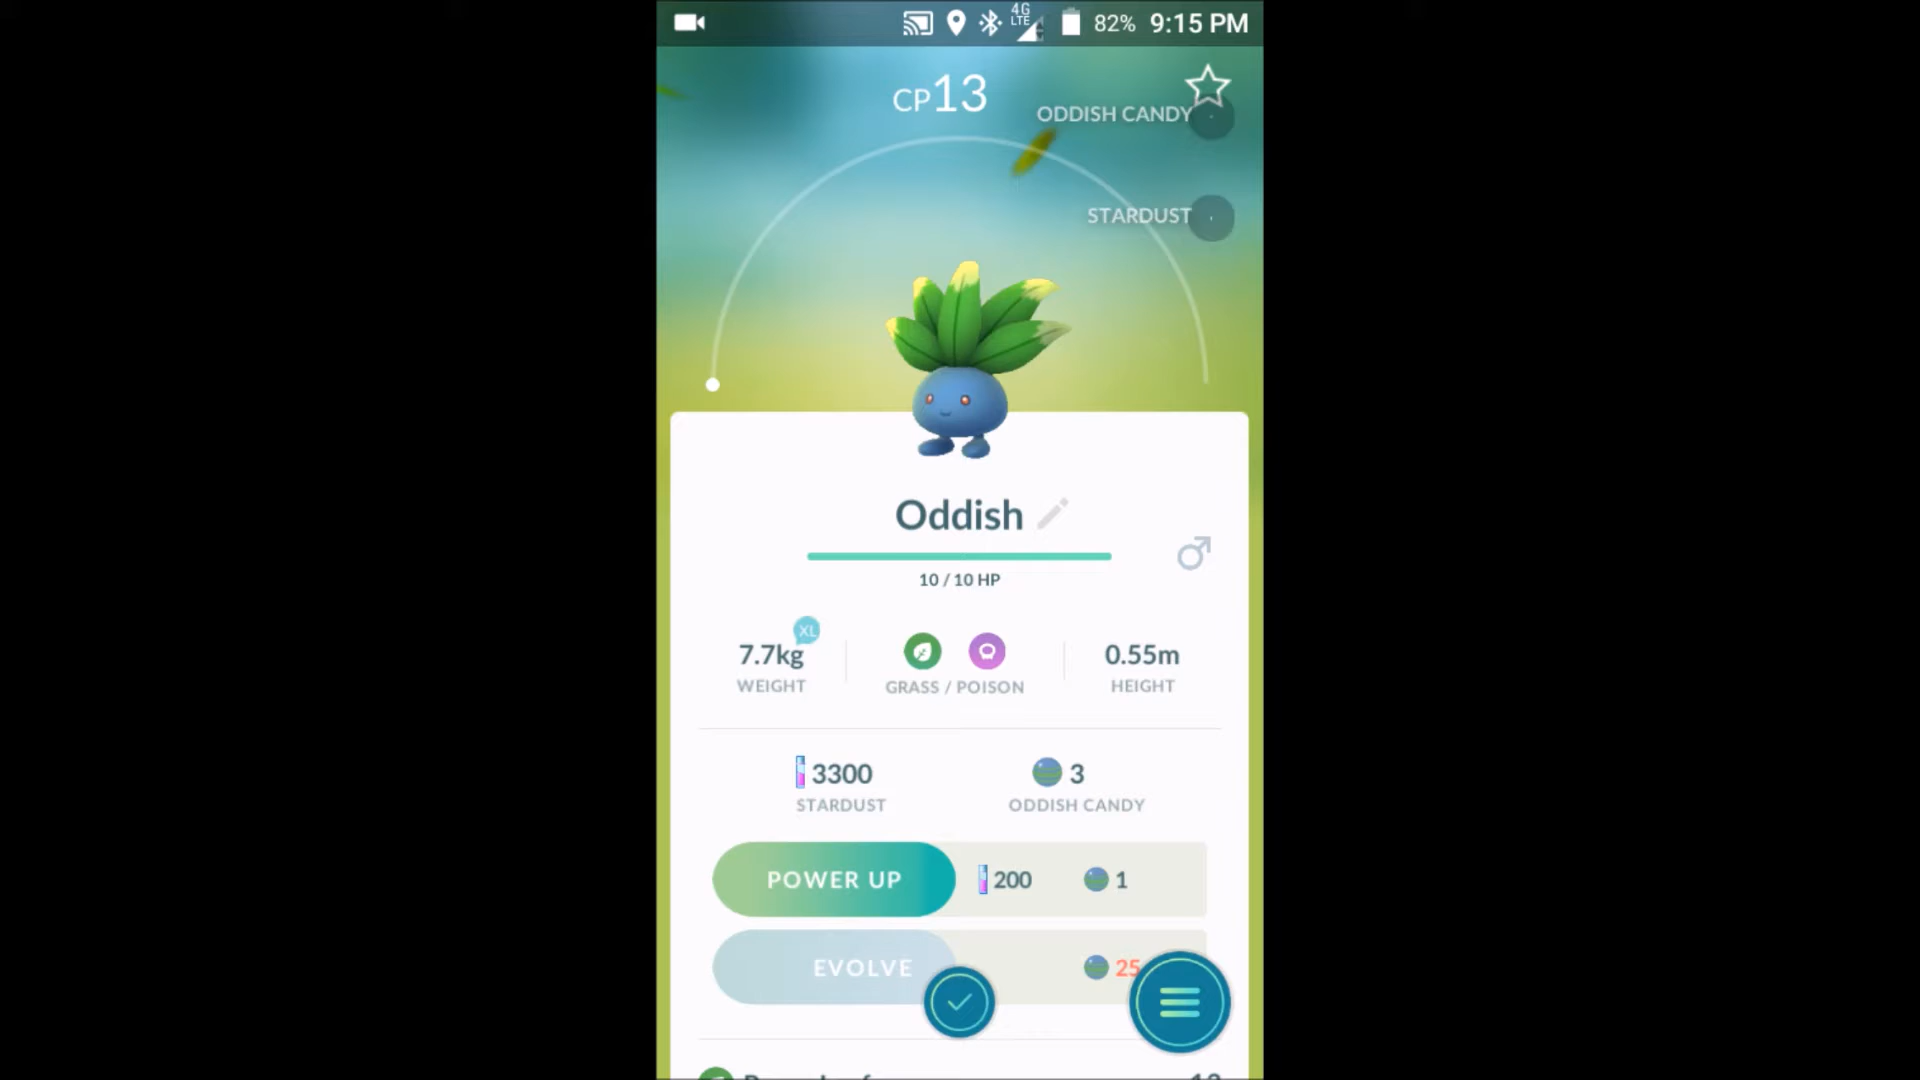 4G
LTE
82% 9:15 PM
CP13
ODDISH CANDY
STARDUST
Oddish
10 / 10 HP
XL
7.7kg
WEIGHT
GRASS / POISON
0.55m
HEIGHT
3300
STARDUST
3
ODDISH CANDY
POWER UP 200 1
EVOLVE 25